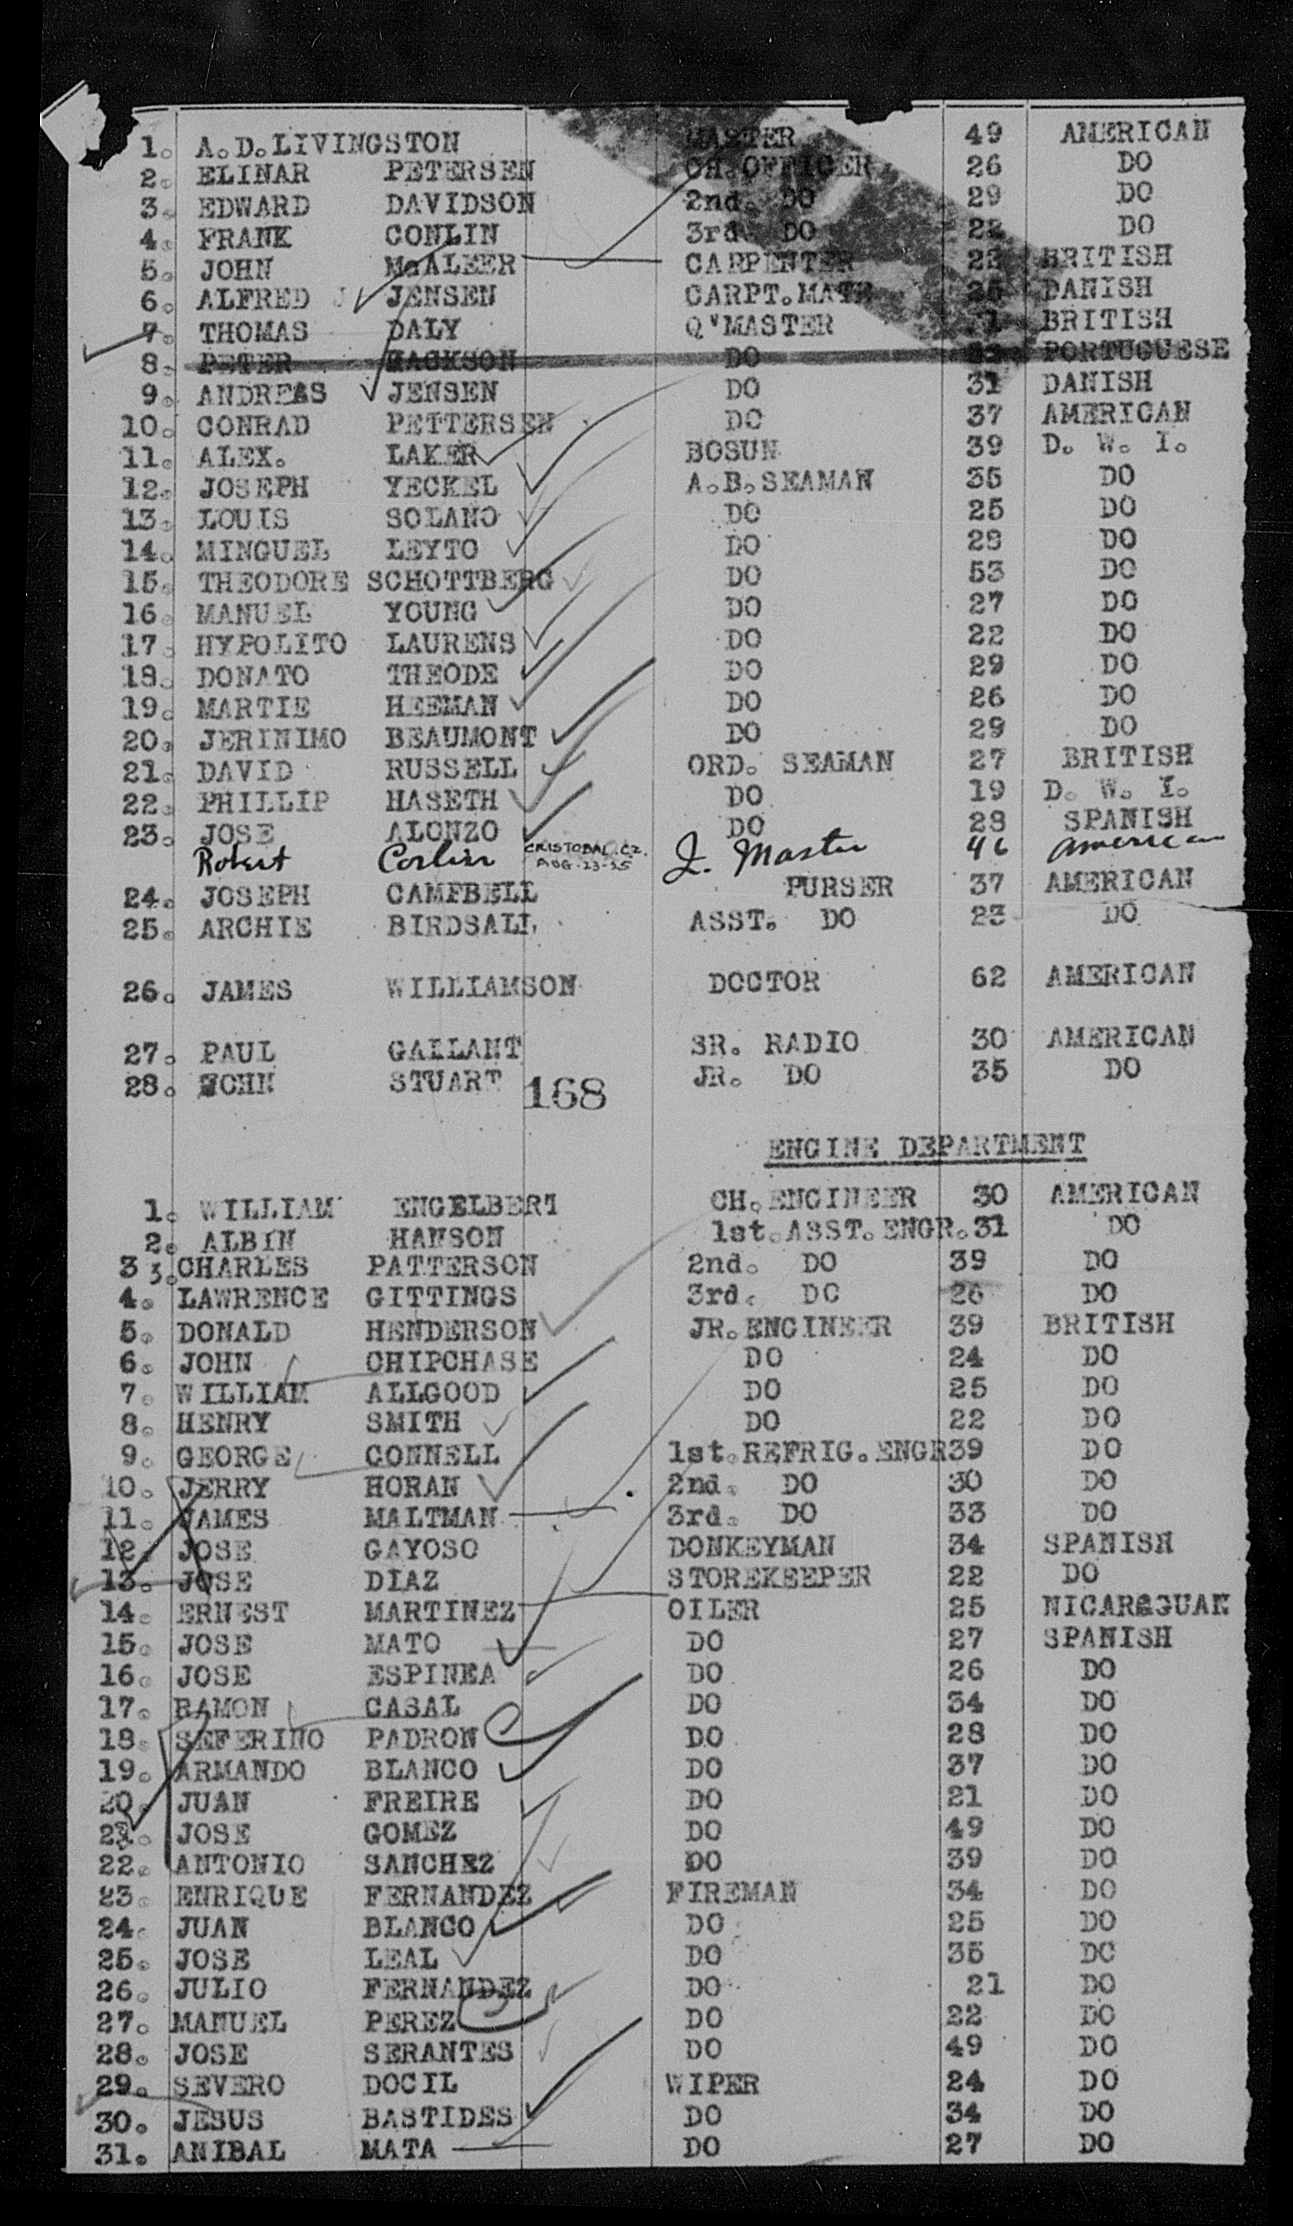 1. A.D.LIVINGSTON MASTER 49 AMERICAN
2. ELINAR PETERSEN CH.OFFICER 26 DO
3. EDWARD DAVIDSON 2nd. DO 29 DO
4. FRANK CONLIN 3rd DO 22 DO
5. JOHN McALEER CARPENTER BRITISH
6. ALFRED J JENSEN CARPT.MATE DANISH
7. THOMAS DALY Q'MASTER BRITISH
8. PETER HACKSON DO PORTUGUESE
9. ANDREAS JENSEN DO 31 DANISH
10. CONRAD PETTERSEN DO 37 AMERICAN
11. ALEX. LAKER BOSUN 39 D. W. I.
12. JOSEPH YECKEL A.B.SEAMAN 35 DO
13. LOUIS SOLANO DO 25 DO
14. MINGUEL LEYTO DO 28 DO
15. THEODORE SCHOTTBERG DO 53 DO
16. MANUEL YOUNG DO 27 DO
17. HYPOLITO LAURENS DO 22 DO
18. DONATO THEODE DO 29 DO
19. MARTIE HEEMAN DO 26 DO
20. JERINIMO BEAUMONT DO 29 DO
21. DAVID RUSSELL ORD. SEAMAN 27 BRITISH
22. PHILLIP HASETH DO 19 D. W. I.
23. JOSE ALONZO DO 28 SPANISH
Robert Corlin CRISTOBAL.CZ. AUG-23-25 J. Master 46 American
24. JOSEPH CAMPBELL PURSER 37 AMERICAN
25. ARCHIE BIRDSALL ASST. DO 23 DO
26. JAMES WILLIAMSON DOCTOR 62 AMERICAN
27. PAUL GALLANT SR. RADIO 30 AMERICAN
28. JOHN STUART JR. DO 35 DO
168
ENGINE DEPARTMENT
1. WILLIAM ENGELBERT CH.ENGINEER 30 AMERICAN
2. ALBIN HANSON 1st.ASST.ENGR.31 DO
3 3.CHARLES PATTERSON 2nd. DO 39 DO
4. LAWRENCE GITTINGS 3rd. DO 26 DO
5. DONALD HENDERSON JR.ENGINEER 39 BRITISH
6. JOHN CHIPCHASE DO 24 DO
7. WILLIAM ALLGOOD DO 25 DO
8. HENRY SMITH DO 22 DO
9. GEORGE CONNELL 1st.REFRIG.ENGR39 DO
10. JERRY HORAN 2nd. DO 30 DO
11. JAMES MALTMAN 3rd. DO 33 DO
12. JOSE GAYOSO DONKEYMAN 34 SPANISH
13. JOSE DIAZ STOREKEEPER 22 DO
14. ERNEST MARTINEZ OILER 25 NICARAGUAN
15. JOSE MATO DO 27 SPANISH
16. JOSE ESPINEA DO 26 DO
17. RAMON CASAL DO 34 DO
18. SEFERINO PADRON DO 28 DO
19. ARMANDO BLANCO DO 37 DO
20. JUAN FREIRE DO 21 DO
21. JOSE GOMEZ DO 49 DO
22. ANTONIO SANCHEZ DO 39 DO
23. ENRIQUE FERNANDEZ FIREMAN 34 DO
24. JUAN BLANCO DO 25 DO
25. JOSE LEAL DO 35 DO
26. JULIO FERNANDEZ DO 21 DO
27. MANUEL PEREZ DO 22 DO
28. JOSE SERANTES DO 49 DO
29. SEVERO DOCIL WIPER 24 DO
30. JESUS BASTIDES DO 34 DO
31. ANIBAL MATA DO 27 DO